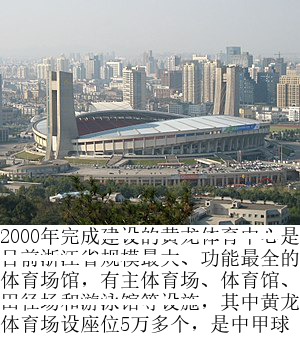 2000年完成建设的黄龙体育中心是
目前浙江省规模最大、功能最全的
体育场馆，有主体育场、体育馆、
田径场和游泳馆等设施，其中黄龙
体育场设座位5万多个，是中甲球